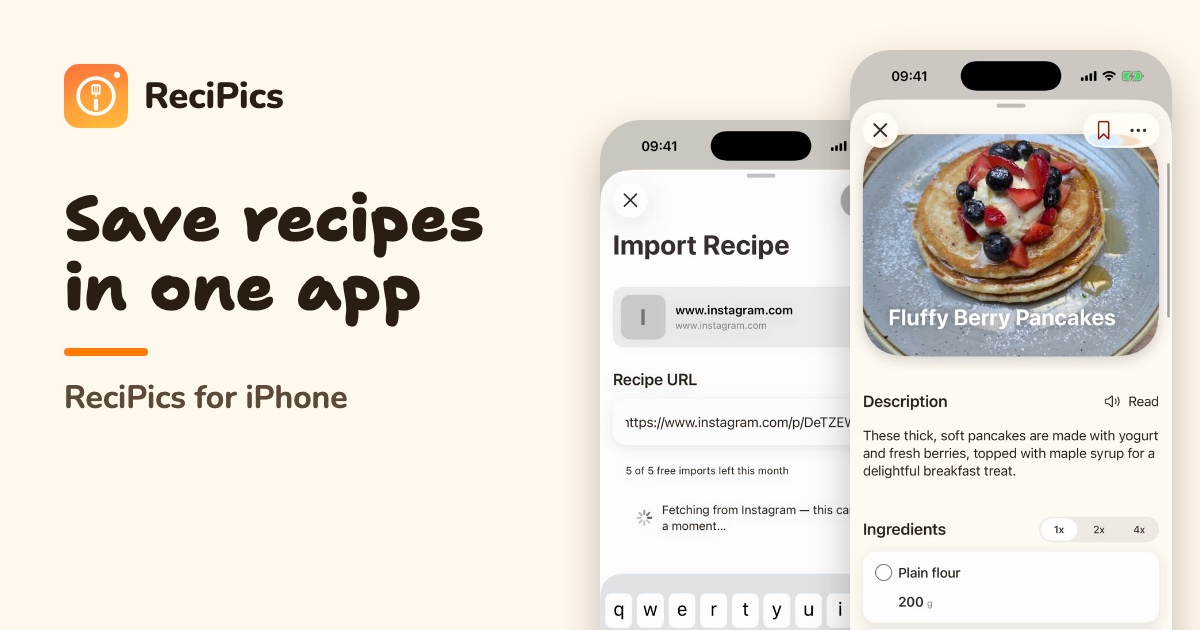 ReciPics
Save recipes
in one app
ReciPics for iPhone
09:41
Import Recipe
I
www.instagram.com
www.instagram.com
Recipe URL
https://www.instagram.com/p/DeTZEV
5 of 5 free imports left this month
Fetching from Instagram — this ca
a moment...
q w e r t y u i
09:41
Fluffy Berry Pancakes
Description
Read
These thick, soft pancakes are made with yogurt
and fresh berries, topped with maple syrup for a
delightful breakfast treat.
Ingredients
1x 2x 4x
Plain flour
200 g